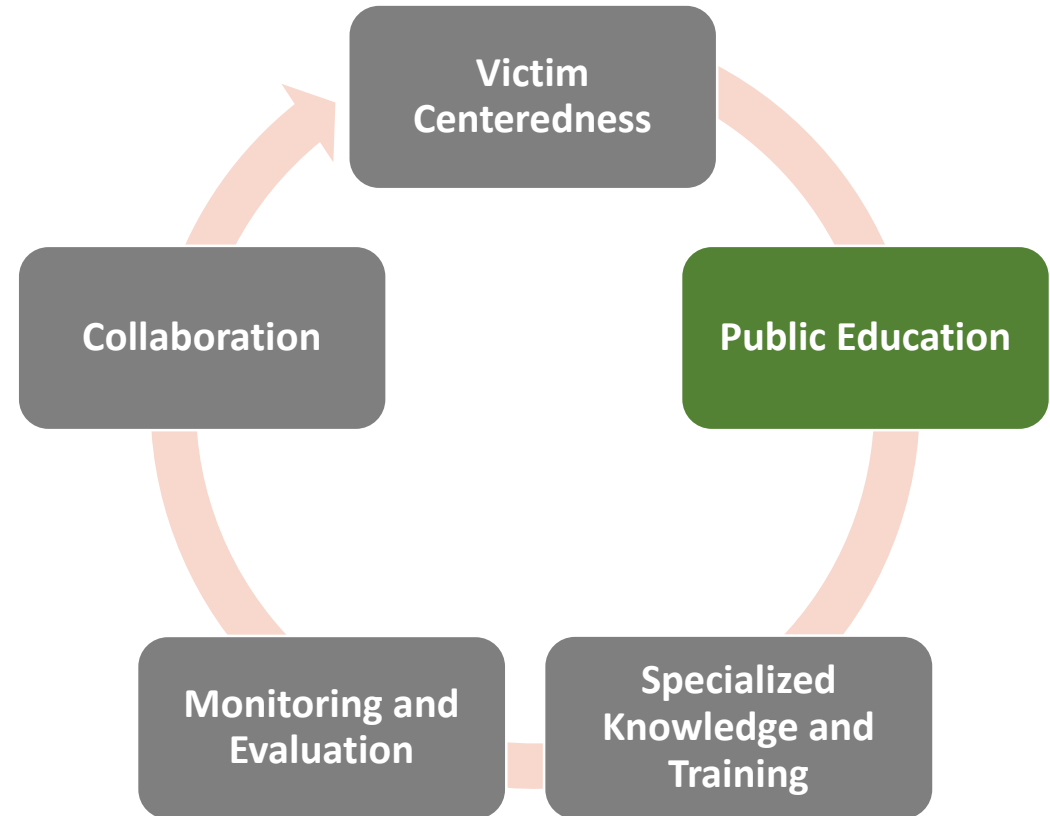 Victim
Centeredness
Collaboration
Public Education
Monitoring and
Evaluation
Specialized
Knowledge and
Training